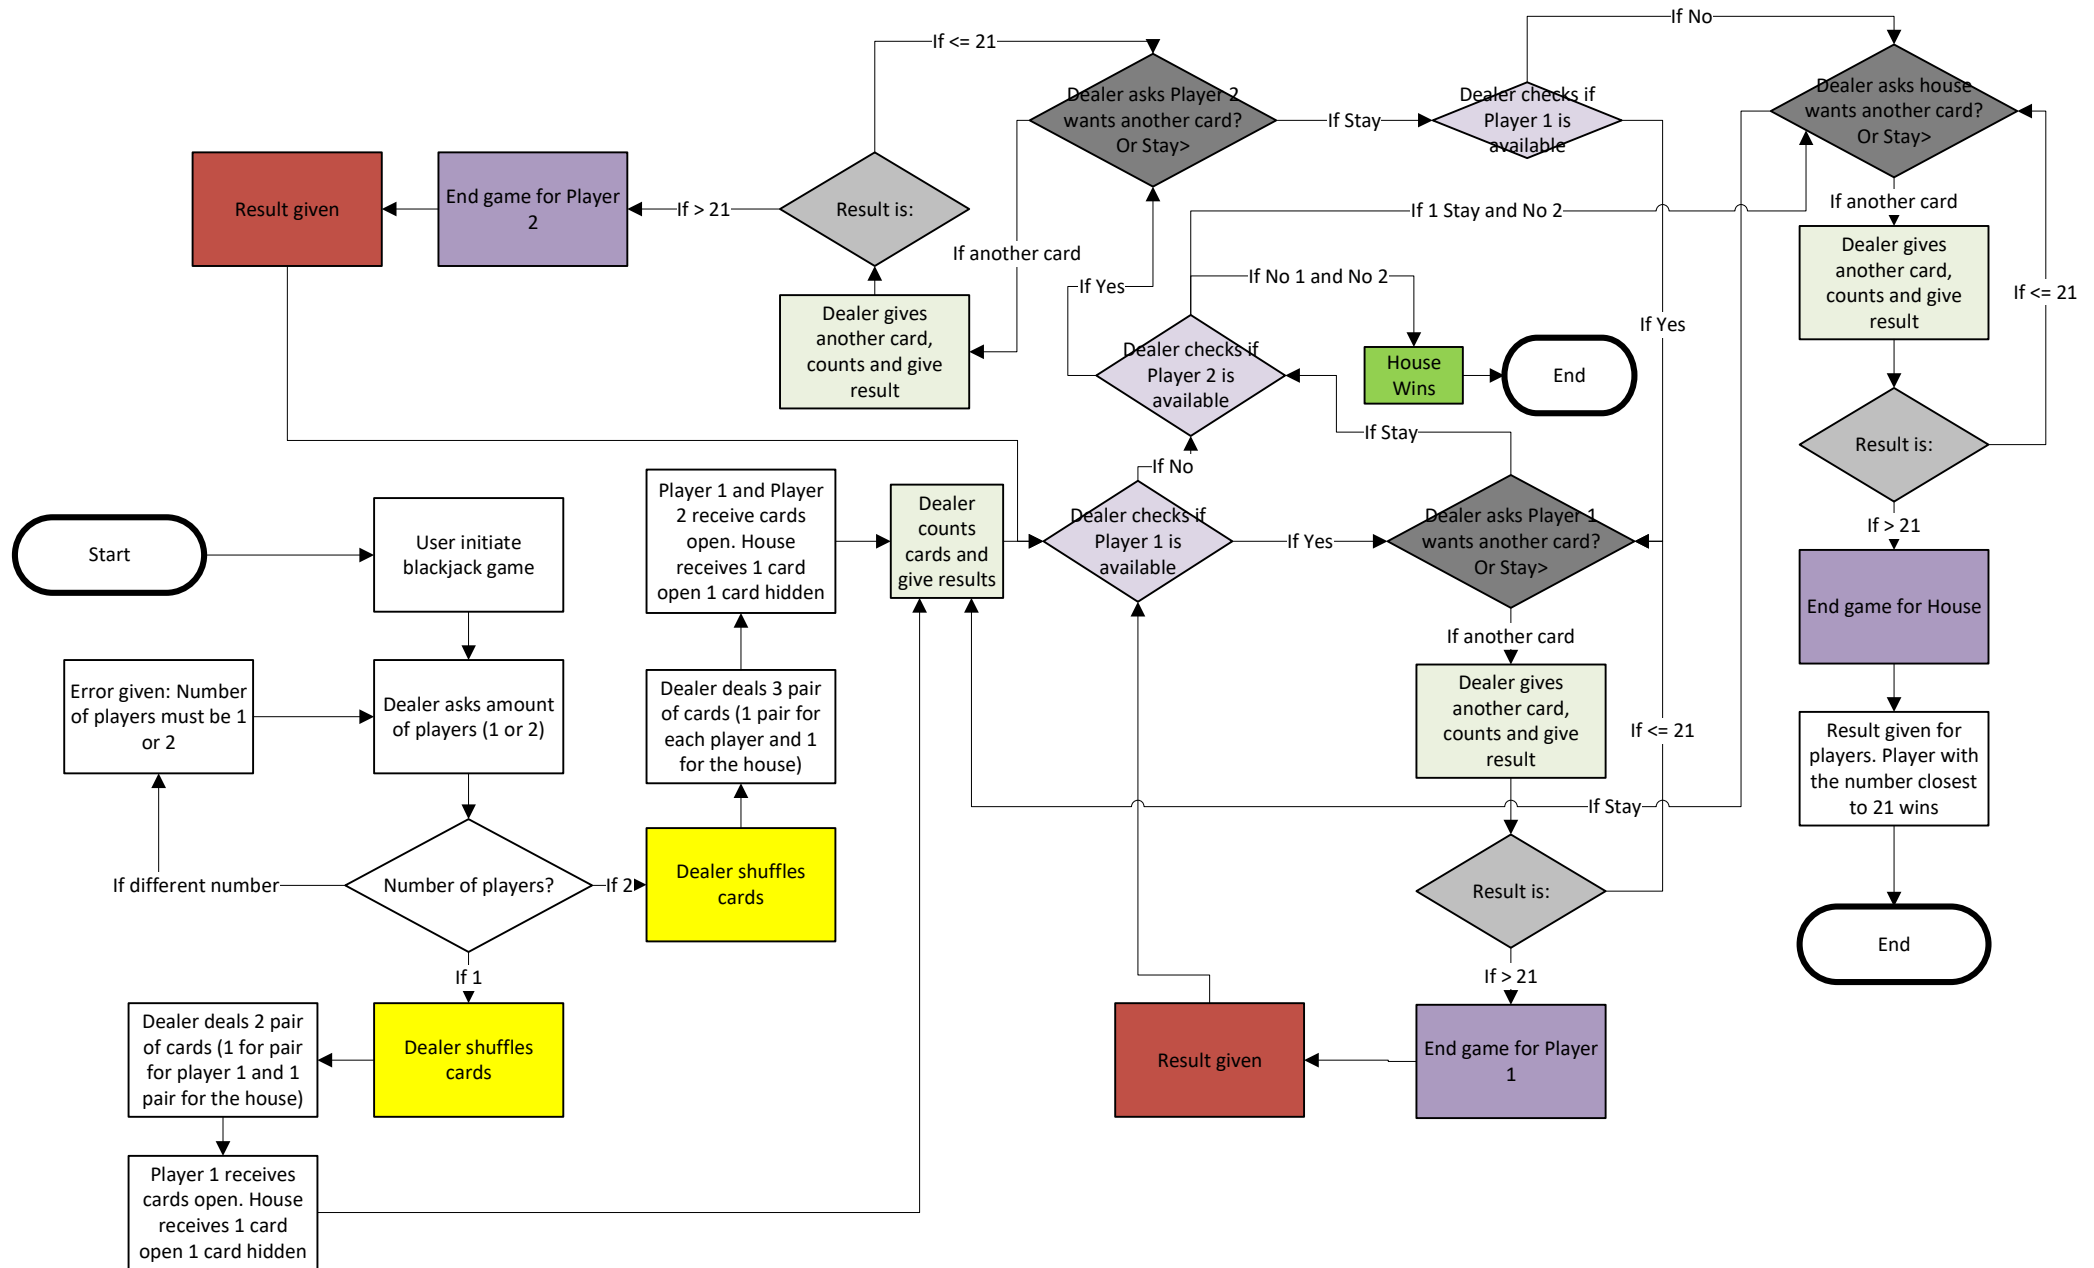 If No
If <= 21
Dealer asks Player 2
wants another card?
Or Stay>
If Stay
Dealer checks if
Player 1 is
available
Dealer asks house
wants another card?
Or Stay>
Result given
End game for Player
2
If > 21
Result is:
If another card
If 1 Stay and No 2
If another card
Dealer gives
another card,
counts and give
result
If <= 21
If Yes
If No 1 and No 2
Dealer gives
another card,
counts and give
result
If Yes
Dealer checks if
Player 2 is
available
House
Wins
End
If Stay
Result is:
If No
Player 1 and Player
2 receive cards
open. House
receives 1 card
open 1 card hidden
Dealer
counts
cards and
give results
Dealer checks if
Player 1 is
available
If Yes
Dealer asks Player 1
wants another card?
Or Stay>
If > 21
Start
User initiate
blackjack game
End game for House
If another card
Error given: Number
of players must be 1
or 2
Dealer asks amount
of players (1 or 2)
Dealer deals 3 pair
of cards (1 pair for
each player and 1
for the house)
Dealer gives
another card,
counts and give
result
If <= 21
Result given for
players. Player with
the number closest
to 21 wins
If Stay
If different number
Number of players?
If 2
Dealer shuffles
cards
Result is:
End
If 1
If > 21
Dealer deals 2 pair
of cards (1 for pair
for player 1 and 1
pair for the house)
Dealer shuffles
cards
Result given
End game for Player
1
Player 1 receives
cards open. House
receives 1 card
open 1 card hidden